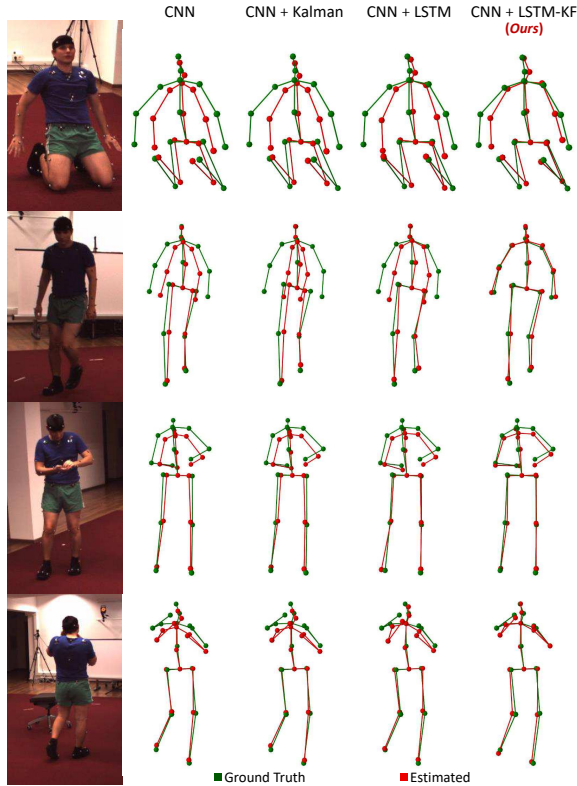 CNN
CNN + Kalman
CNN + LSTM
CNN + LSTM-KF
(Ours)
Ground Truth
Estimated